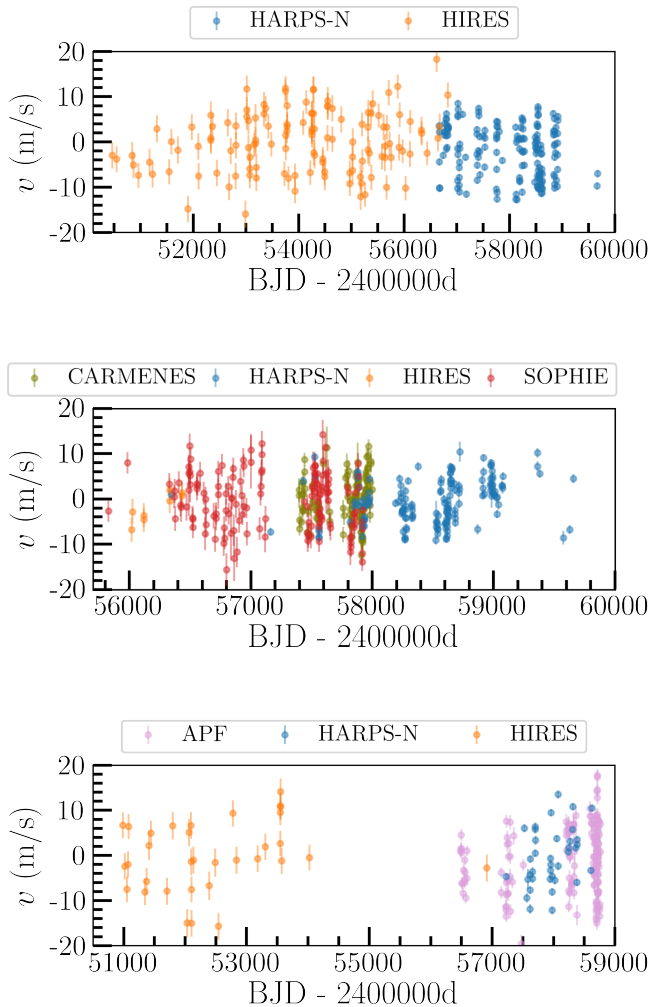 HARPS-N HIRES
20
10
0
-10
-20
v (m/s)
52000 54000 56000 58000 60000
BJD - 2400000d
CARMENES HARPS-N HIRES SOPHIE
20
10
0
-10
-20
v (m/s)
56000 57000 58000 59000 60000
BJD - 2400000d
APF HARPS-N HIRES
20
10
0
-10
-20
v (m/s)
51000 53000 55000 57000 59000
BJD - 2400000d